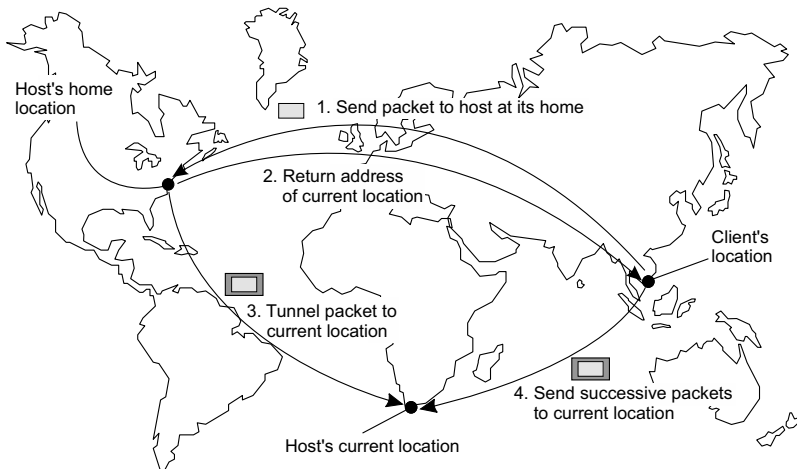 Host's home
location
1. Send packet to host at its home
2. Return address
of current location
Client's
location
3. Tunnel packet to
current location
4. Send successive packets
to current location
Host's current location